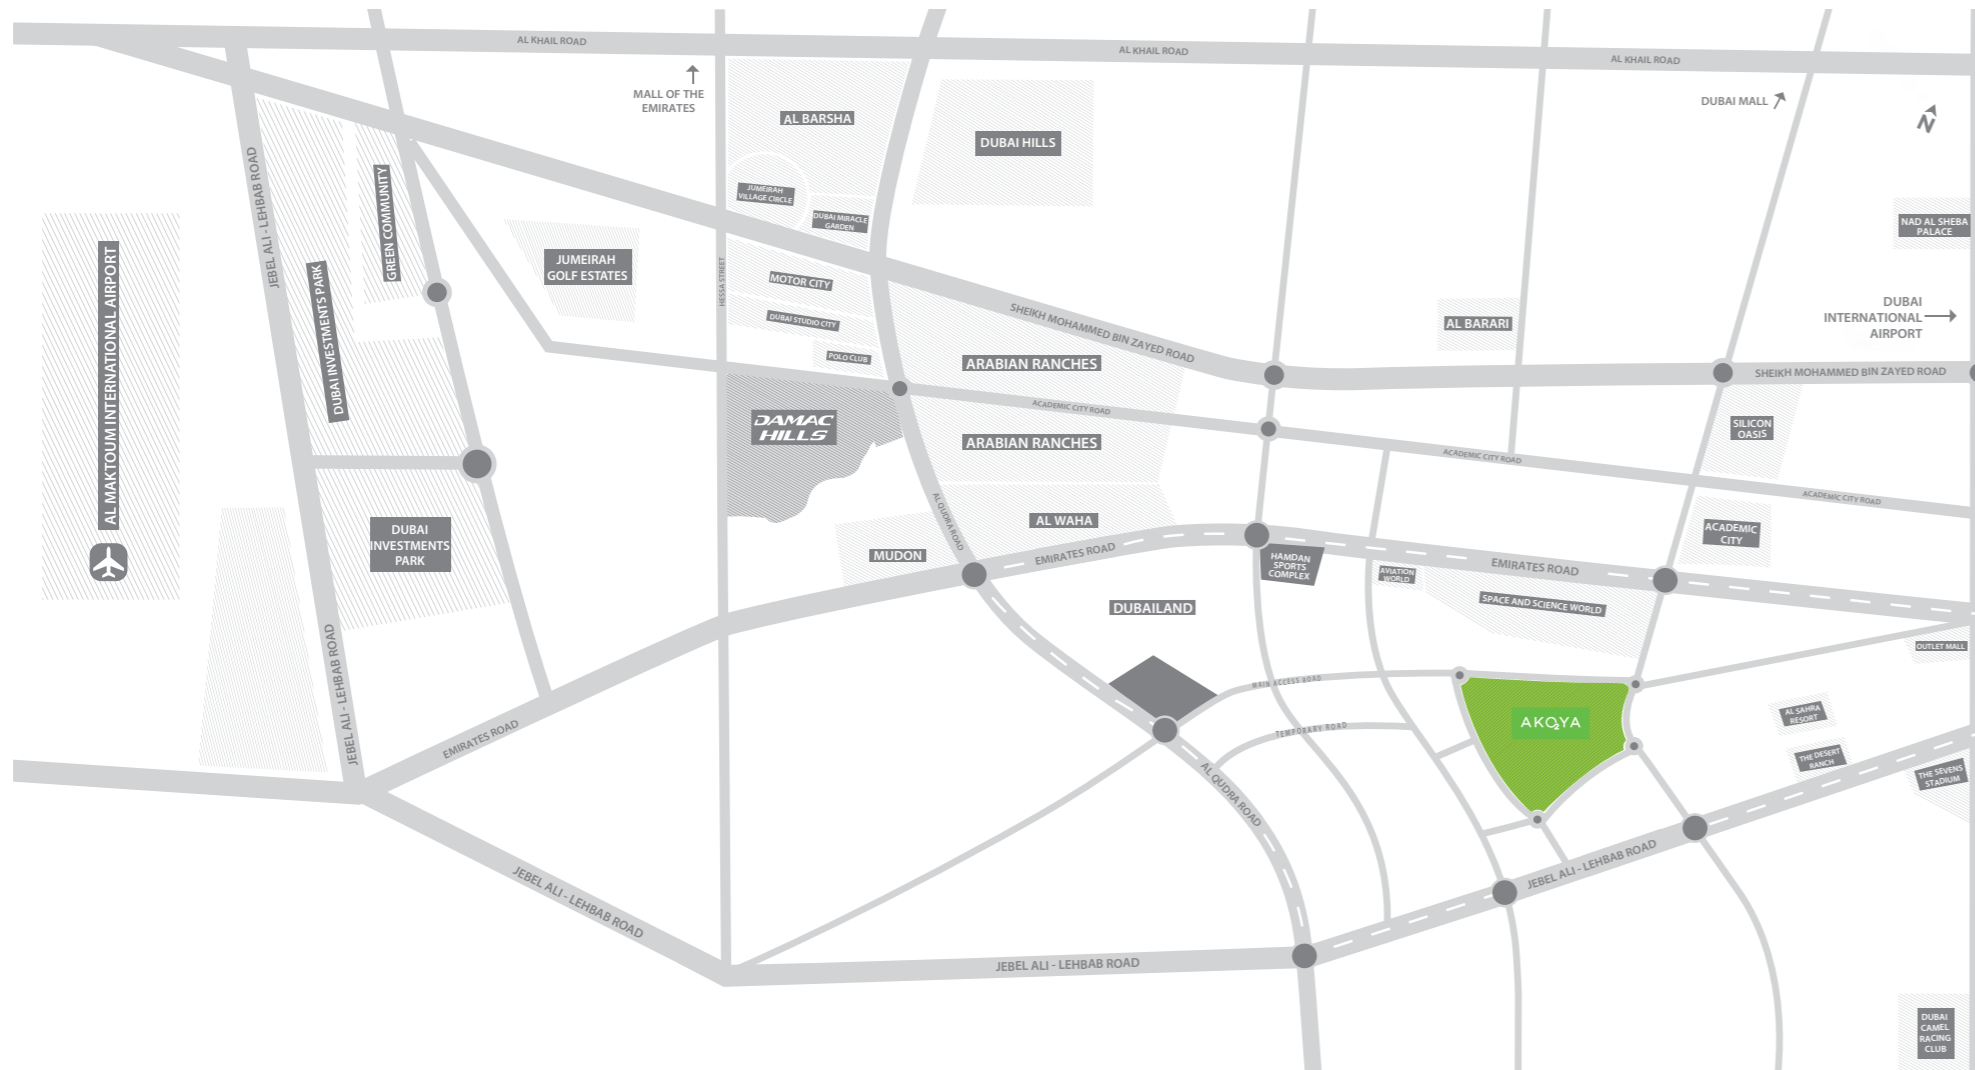 AL KHAIL ROAD
AL KHAIL ROAD
AL KHAIL ROAD
MALL OF THE
EMIRATES
DUBAI MALL
N
AL BARSHA
DUBAI HILLS
JEBEL ALI - LEHBAB ROAD
GREEN COMMUNITY
JUMEIRAH
VILLAGE CIRCLE
DUBAI MIRACLE
GARDEN
NAD AL SHEBA
PALACE
AL MAKTOUM INTERNATIONAL AIRPORT
DUBAI INVESTMENTS PARK
JUMEIRAH
GOLF ESTATES
HESSA STREET
MOTOR CITY
DUBAI STUDIO CITY
POLO CLUB
SHEIKH MOHAMMED BIN ZAYED ROAD
AL BARARI
DUBAI
INTERNATIONAL
AIRPORT
ARABIAN RANCHES
SHEIKH MOHAMMED BIN ZAYED ROAD
ACADEMIC CITY ROAD
DAMAC
HILLS
ARABIAN RANCHES
SILICON
OASIS
ACADEMIC CITY ROAD
ACADEMIC CITY ROAD
AL QUDRA ROAD
AL WAHA
ACADEMIC
CITY
DUBAI
INVESTMENTS
PARK
MUDON
EMIRATES ROAD
HAMDAN
SPORTS
COMPLEX
AVIATION
WORLD
EMIRATES ROAD
SPACE AND SCIENCE WORLD
DUBAILAND
OUTLET MALL
JEBEL ALI - LEHBAB ROAD
MAIN ACCESS ROAD
TEMPORARY ROAD
AKO2YA
AL SAHRA
RESORT
EMIRATES ROAD
THE DESERT
RANCH
THE SEVENS
STADIUM
AL QUDRA ROAD
JEBEL ALI - LEHBAB ROAD
JEBEL ALI - LEHBAB ROAD
JEBEL ALI - LEHBAB ROAD
DUBAI
CAMEL
RACING
CLUB